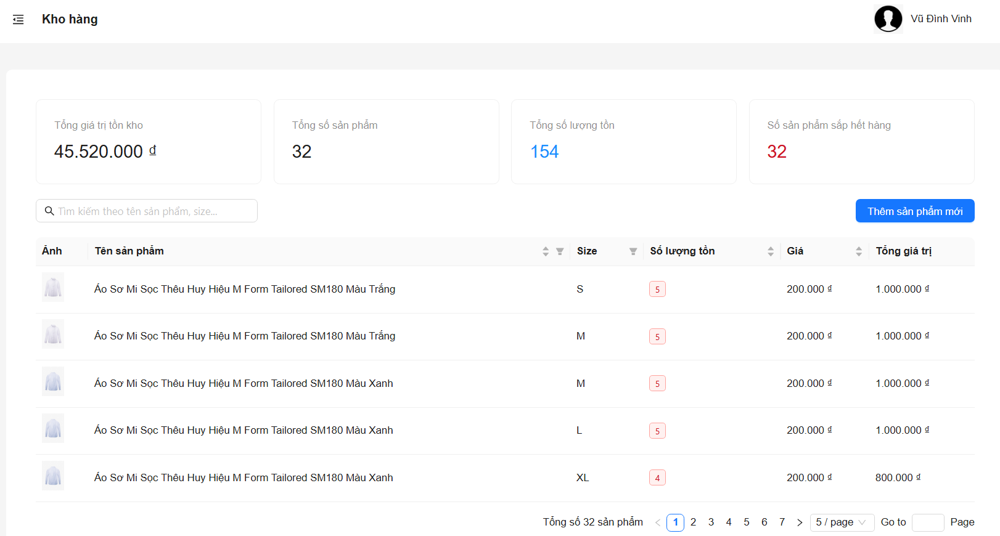 Kho hàng
Vũ Đình Vinh
Tổng giá trị tồn kho
45.520.000 ₫
Tổng số sản phẩm
32
Tổng số lượng tồn
154
Số sản phẩm sắp hết hàng
32
Tìm kiếm theo tên sản phẩm, size...
Thêm sản phẩm mới
Ảnh Tên sản phẩm Size Số lượng tồn Giá Tổng giá trị
Áo Sơ Mi Sọc Thêu Huy Hiệu M Form Tailored SM180 Màu Trắng S 5 200.000 ₫ 1.000.000 ₫
Áo Sơ Mi Sọc Thêu Huy Hiệu M Form Tailored SM180 Màu Trắng M 5 200.000 ₫ 1.000.000 ₫
Áo Sơ Mi Sọc Thêu Huy Hiệu M Form Tailored SM180 Màu Xanh M 5 200.000 ₫ 1.000.000 ₫
Áo Sơ Mi Sọc Thêu Huy Hiệu M Form Tailored SM180 Màu Xanh L 5 200.000 ₫ 1.000.000 ₫
Áo Sơ Mi Sọc Thêu Huy Hiệu M Form Tailored SM180 Màu Xanh XL 4 200.000 ₫ 800.000 ₫
Tổng số 32 sản phẩm < 1 2 3 4 5 6 7 > 5 / page Go to Page